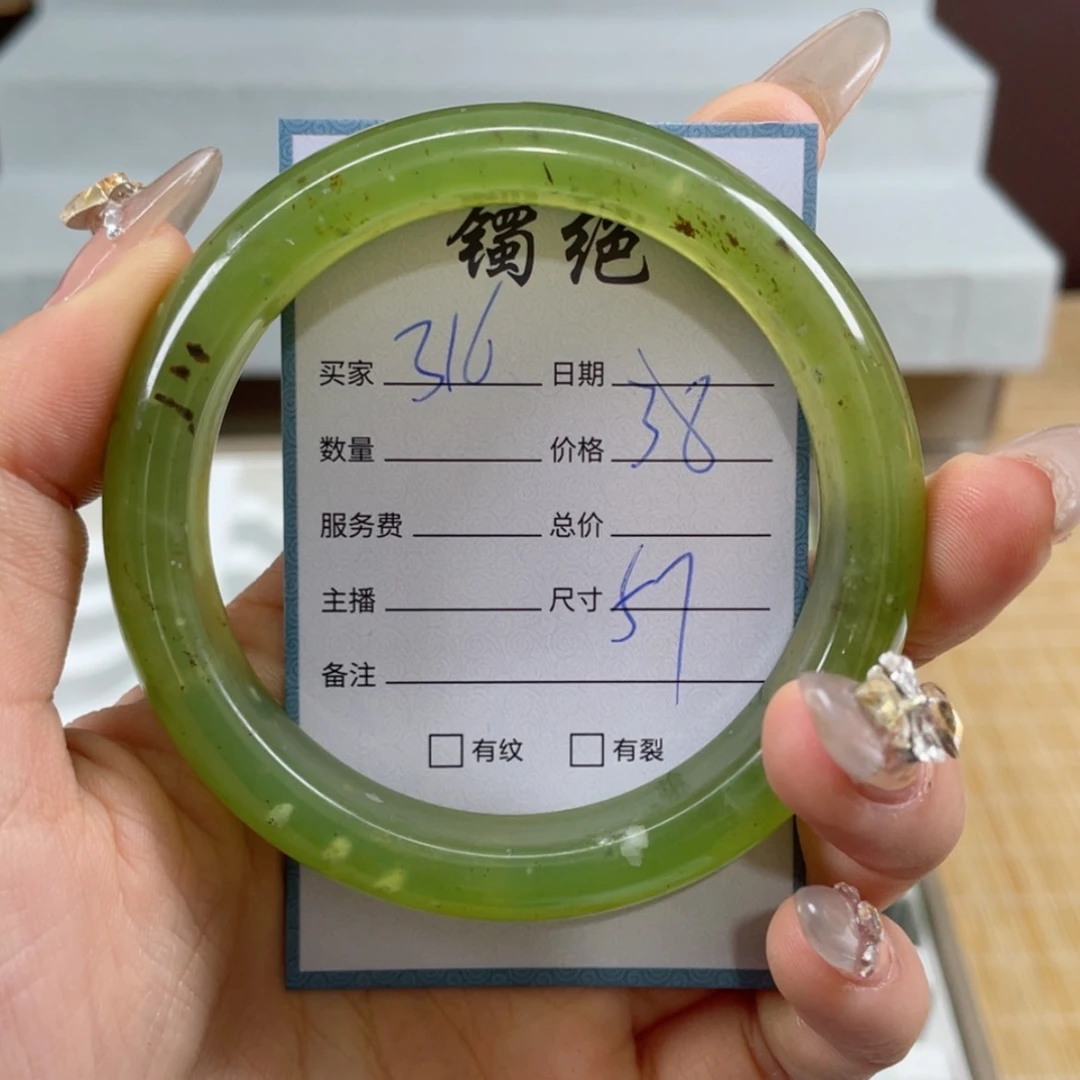 镯绝
买家 316 日期
数量 价格 38
服务费 总价
主播 尺寸 57
备注
有纹 有裂